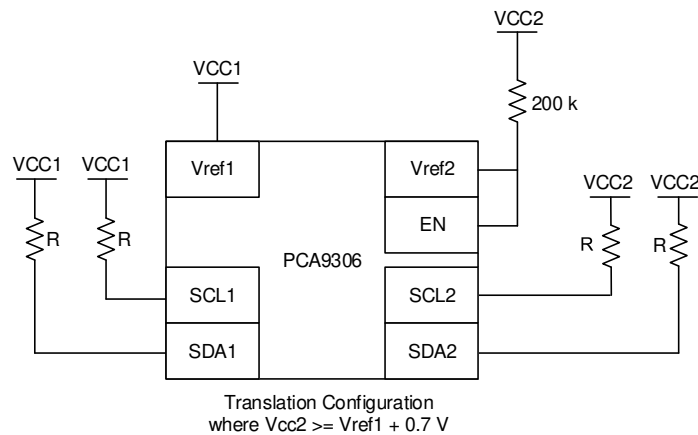 VCC2
VCC1
200 k
VCC1 VCC1
Vref1
Vref2
VCC2 VCC2
EN
R
R
R
R
PCA9306
SCL1
SCL2
SDA1
SDA2
Translation Configuration
where Vcc2 >= Vref1 + 0.7 V